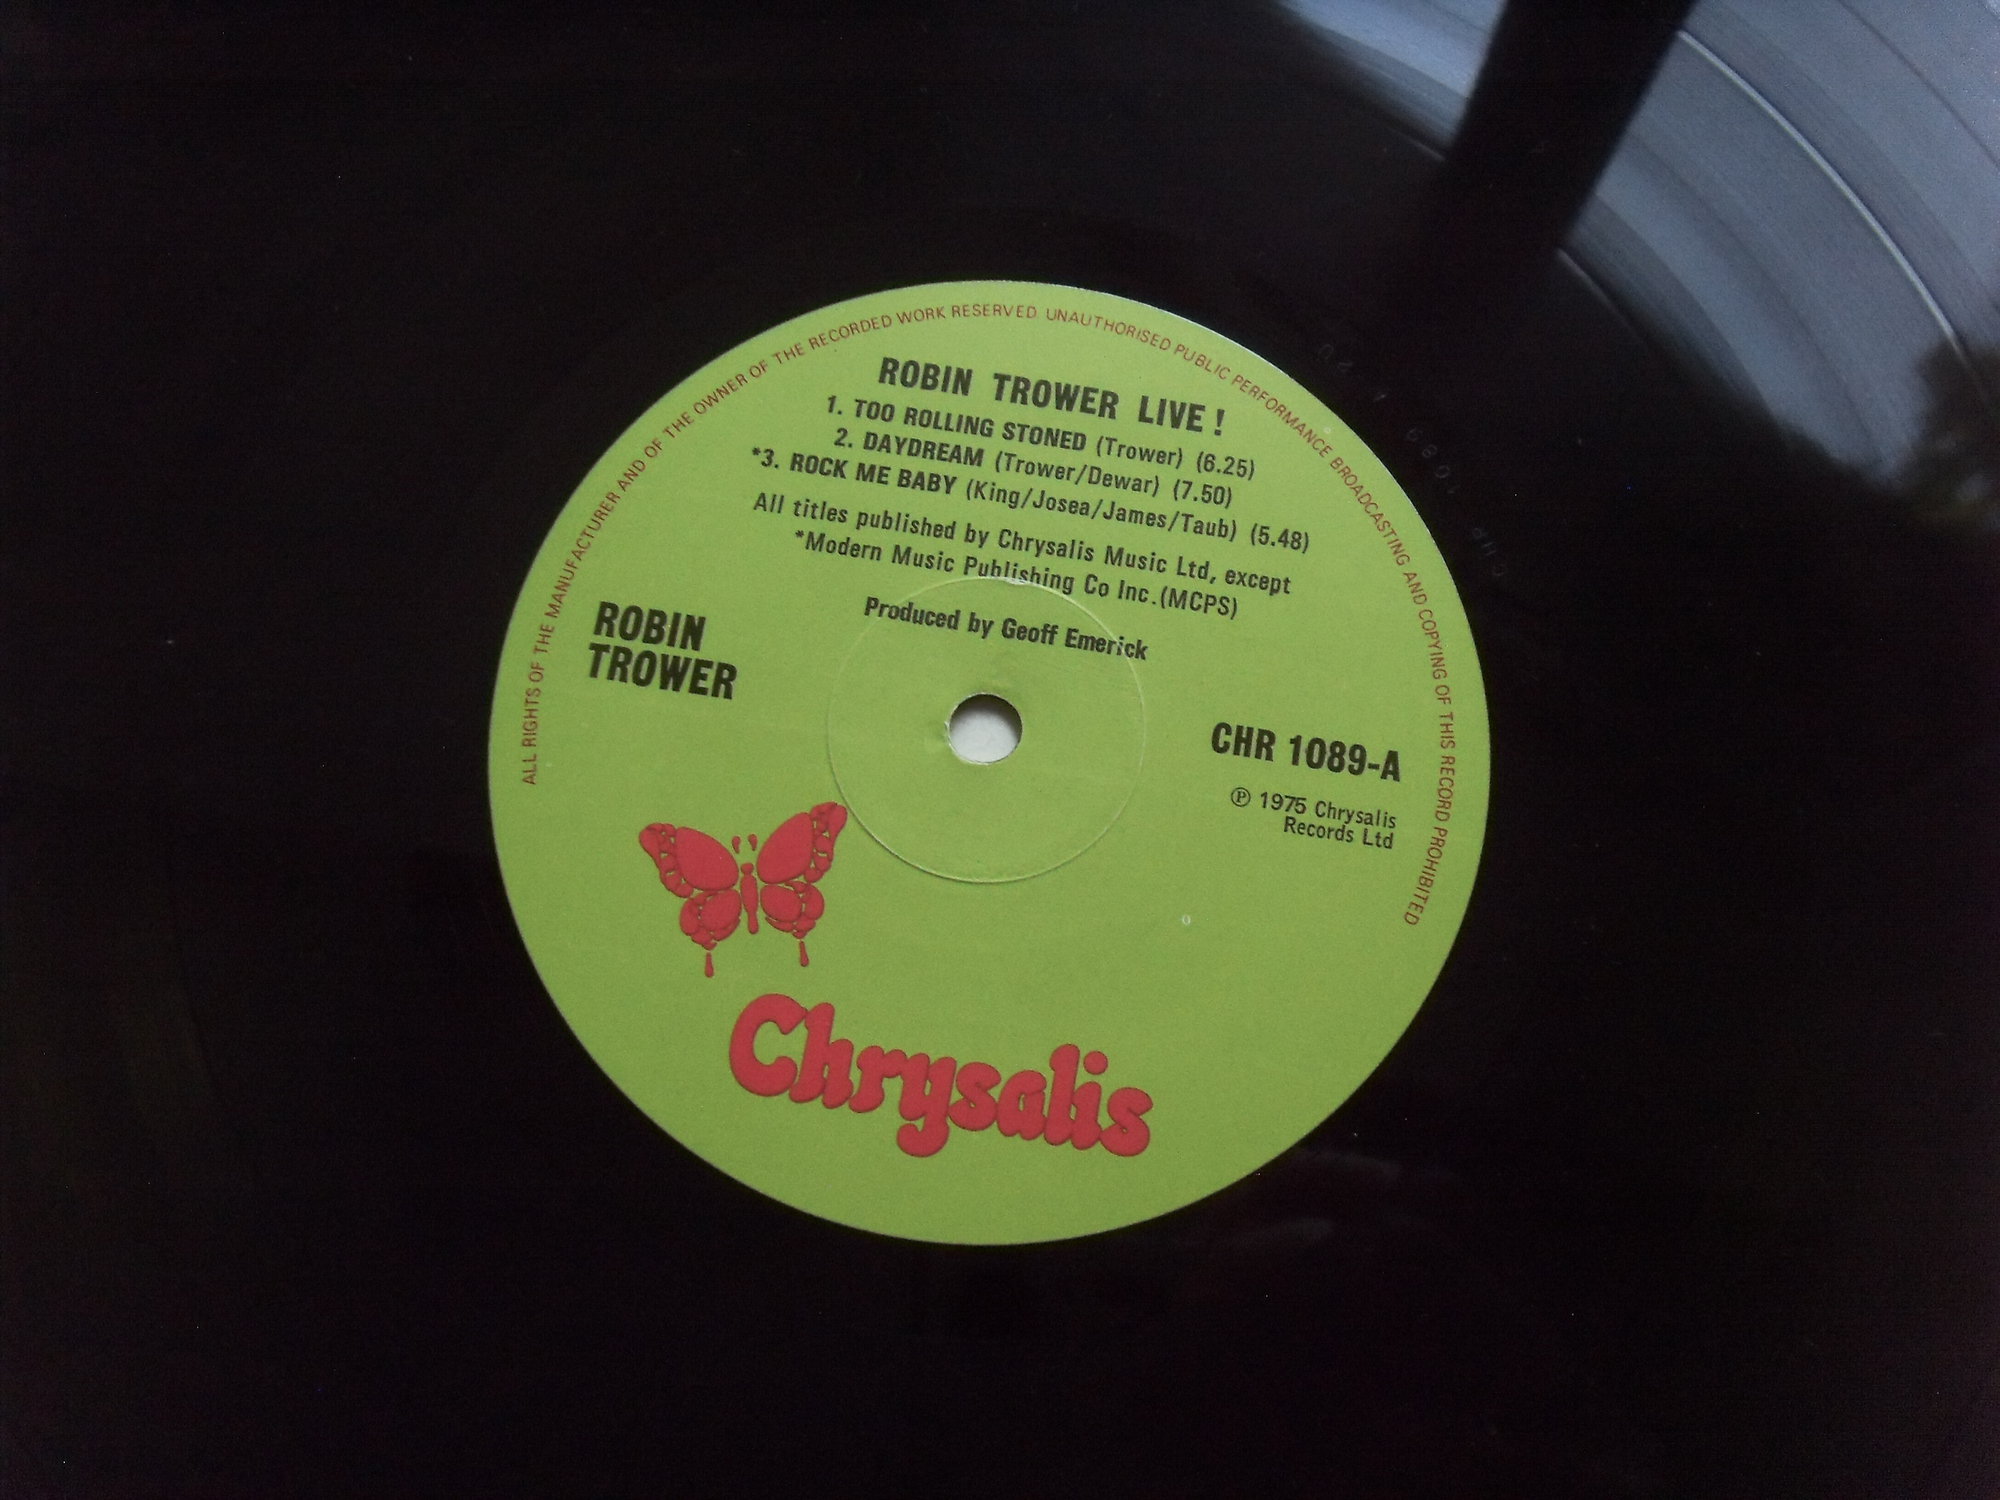 ALL RIGHTS OF THE MANUFACTURER AND OF THE OWNER OF THE RECORDED WORK RESERVED UNAUTHORISED PUBLIC PERFORMANCE BROADCASTING AND COPYING OF THIS RECORD PROHIBITED
ROBIN TROWER LIVE!
1. TOO ROLLING STONED (Trower) (6.25)
2. DAYDREAM (Trower/Dewar) (7.50)
*3. ROCK ME BABY (King/Josea/James/Taub) (5.48)
All titles published by Chrysalis Music Ltd, except
*Modern Music Publishing Co Inc.(MCPS)
Produced by Geoff Emerick
ROBIN
TROWER
CHR 1089-A
℗ 1975 Chrysalis
Records Ltd
Chrysalis
CHR 1089